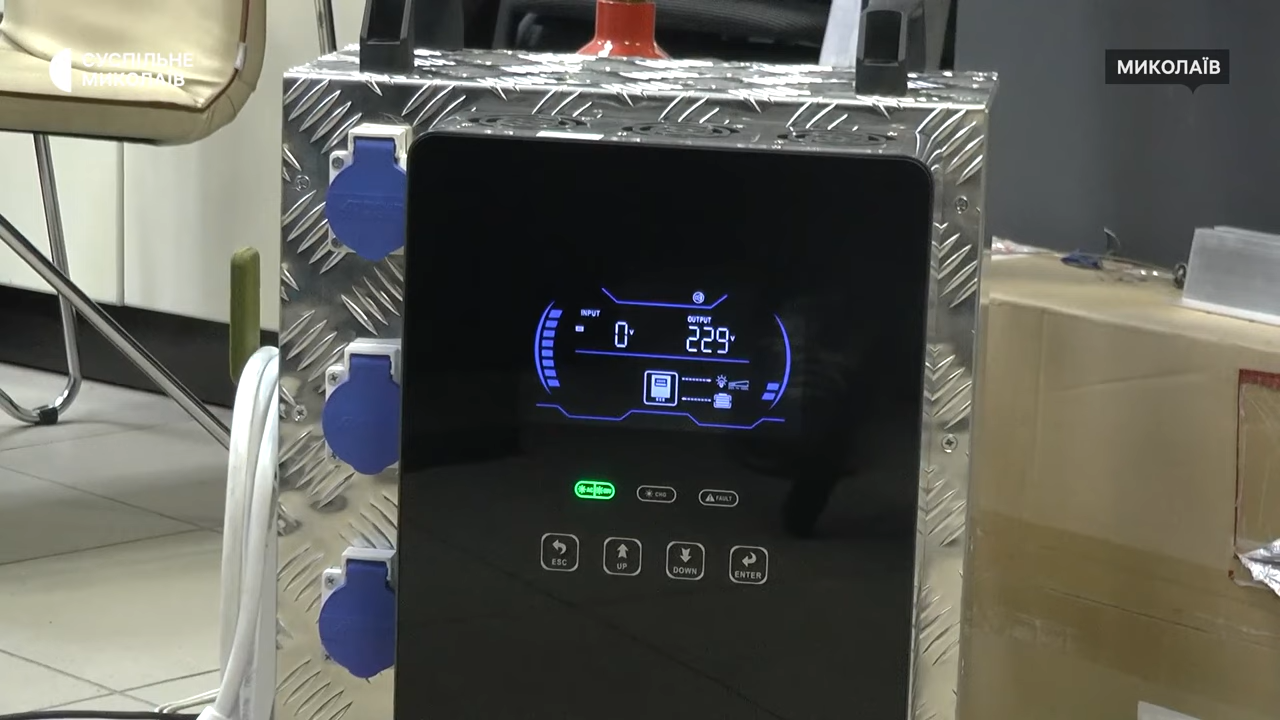 СУСПІЛЬНЕ
МИКОЛАЇВ
МИКОЛАЇВ
INPUT
OUTPUT
0V
229V
CHG
FAULT
ESC
UP
DOWN
ENTER